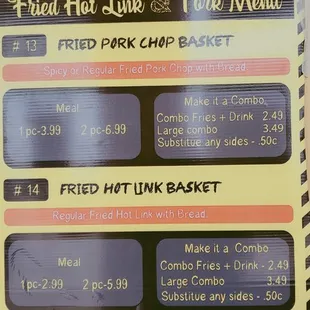 Fried Hot Link & Pork Menu
# 13 FRIED PORK CHOP BASKET
Spicy or Regular Fried Pork Chop with Bread.
Meal
1 pc-3.99 2 pc-6.99
Make it a Combo
Combo Fries + Drink 2.49
Large combo 3.49
Substitue any sides - .50c
# 14 FRIED HOT LINK BASKET
Regular Fried Hot Link with Bread.
Meal
1 pc-2.99 2 pc-5.99
Make it a Combo
Combo Fries + Drink - 2.49
Large Combo 3.49
Substitue any sides - .50c